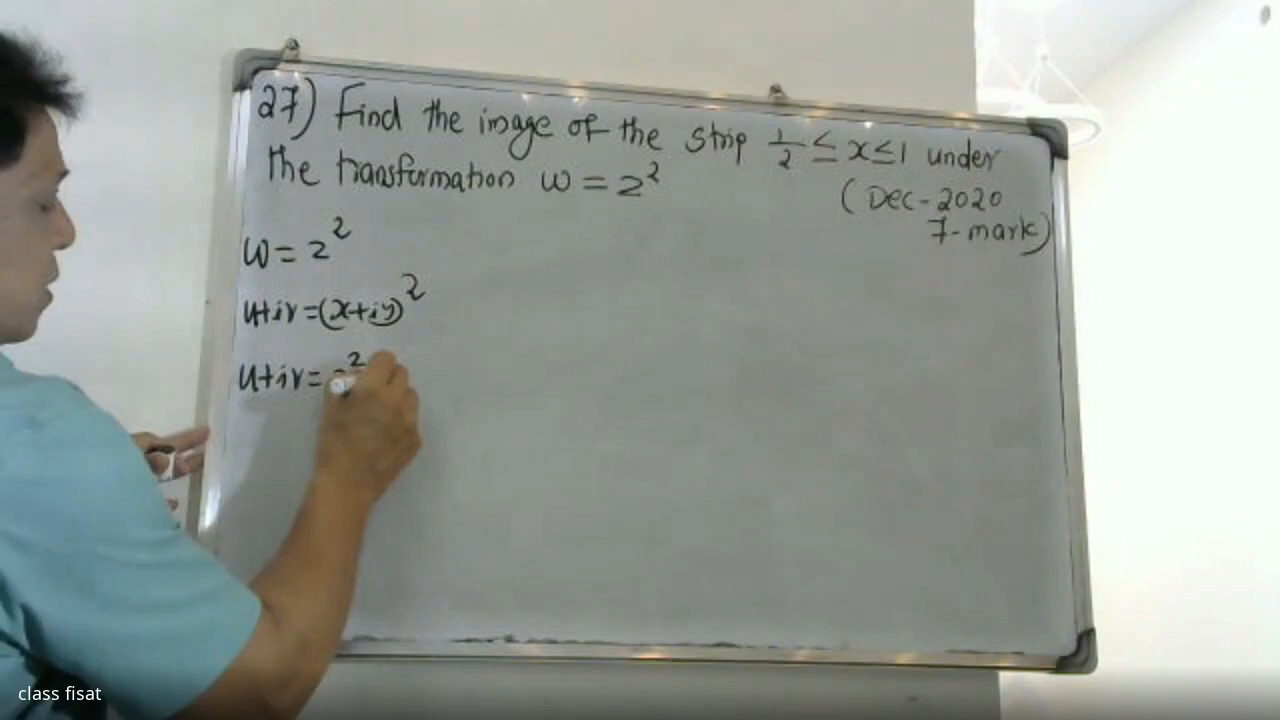 27) Find the image of the strip 1/2 ≤ x ≤ 1 under
the transformation w = z²
(Dec-2020
7-mark)
w = z²
u+iv = (x+iy)²
u+iv =
class fisat